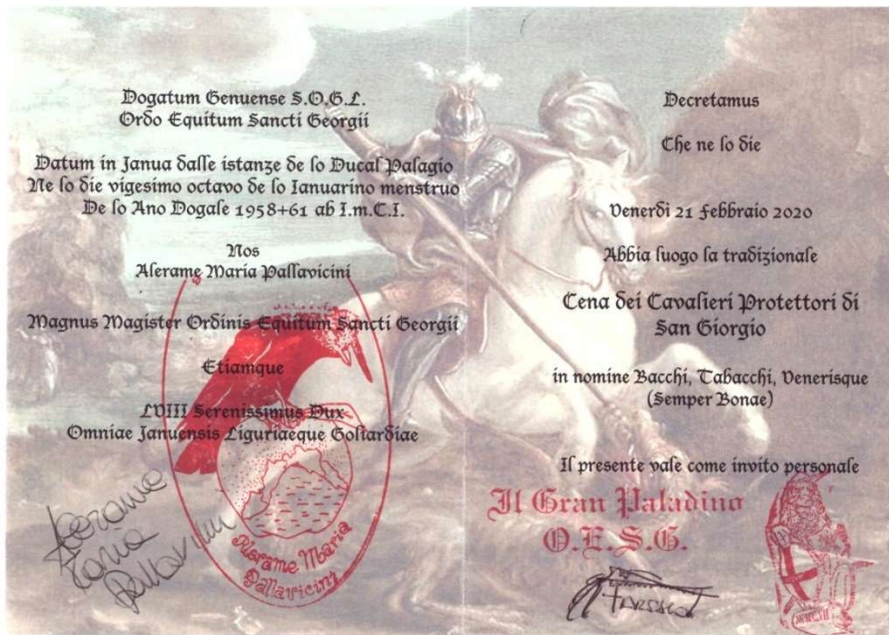 Dogatum Genuense S.O.G.L.
Ordo Equitum Sancti Georgii
Datum in Janua dalle istanze de lo Ducal Palagio
Ne lo die vigesimo octavo de lo Ianuarino menstruo
De lo Ano Dogale 1958+61 ab I.m.C.I.
Nos
Alerame Maria Pallavicini
Magnus Magister Ordinis Equitum Sancti Georgii
Etiamque
LVIII Serenissimus Dux
Omniae Januensis Liguriaeque Goliardiae
Alerame
Maria
Pallavicini
Alerame Maria
Pallavicini
Decretamus
Che ne lo die
Venerdì 21 Febbraio 2020
Abbia luogo la tradizionale
Cena dei Cavalieri Protettori di
San Giorgio
in nomine Bacchi, Tabacchi, Venerisque
(Semper Bonae)
Il presente vale come invito personale
Il Gran Paladino
O.E.S.G.